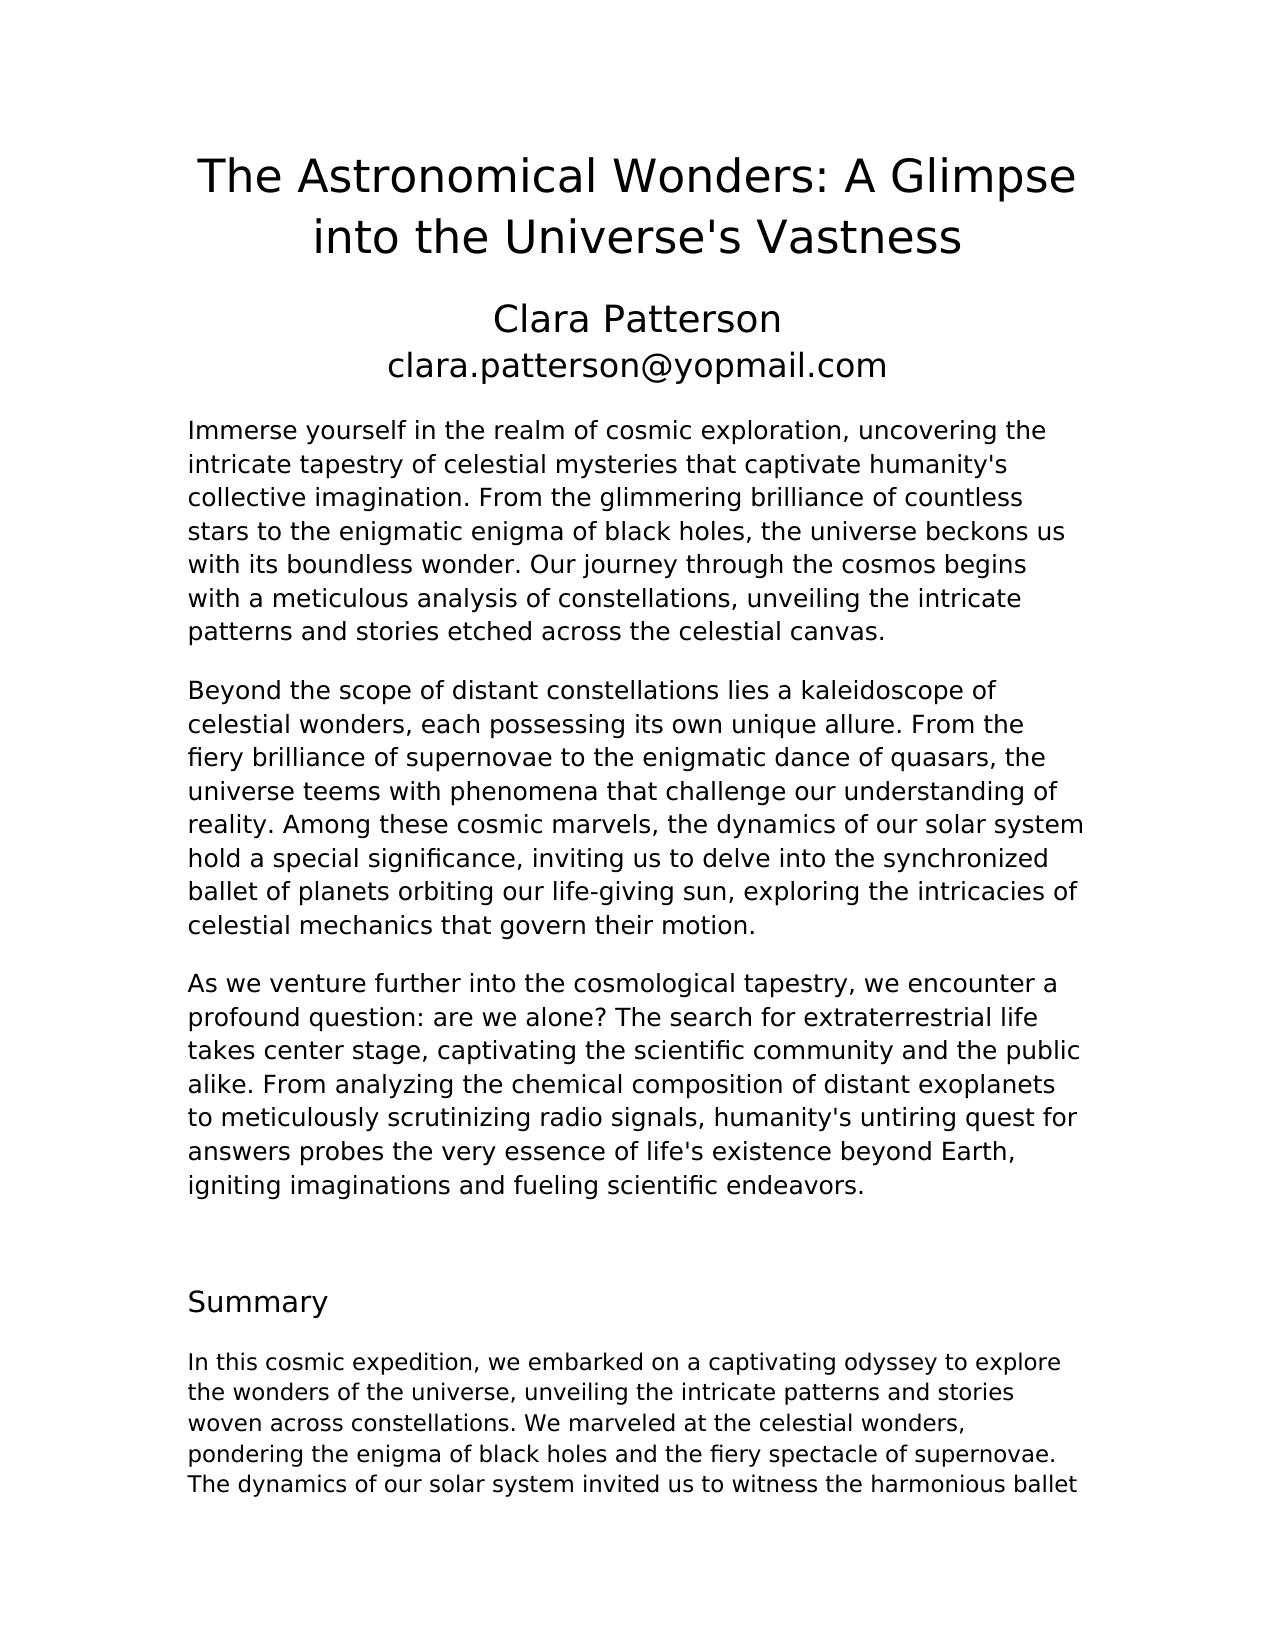 The Astronomical Wonders: A Glimpse
into the Universe's Vastness
Clara Patterson
clara.patterson@yopmail.com
Immerse yourself in the realm of cosmic exploration, uncovering the
intricate tapestry of celestial mysteries that captivate humanity's
collective imagination. From the glimmering brilliance of countless
stars to the enigmatic enigma of black holes, the universe beckons us
with its boundless wonder. Our journey through the cosmos begins
with a meticulous analysis of constellations, unveiling the intricate
patterns and stories etched across the celestial canvas.
Beyond the scope of distant constellations lies a kaleidoscope of
celestial wonders, each possessing its own unique allure. From the
fiery brilliance of supernovae to the enigmatic dance of quasars, the
universe teems with phenomena that challenge our understanding of
reality. Among these cosmic marvels, the dynamics of our solar system
hold a special significance, inviting us to delve into the synchronized
ballet of planets orbiting our life-giving sun, exploring the intricacies of
celestial mechanics that govern their motion.
As we venture further into the cosmological tapestry, we encounter a
profound question: are we alone? The search for extraterrestrial life
takes center stage, captivating the scientific community and the public
alike. From analyzing the chemical composition of distant exoplanets
to meticulously scrutinizing radio signals, humanity's untiring quest for
answers probes the very essence of life's existence beyond Earth,
igniting imaginations and fueling scientific endeavors.
Summary
In this cosmic expedition, we embarked on a captivating odyssey to explore
the wonders of the universe, unveiling the intricate patterns and stories
woven across constellations. We marveled at the celestial wonders,
pondering the enigma of black holes and the fiery spectacle of supernovae.
The dynamics of our solar system invited us to witness the harmonious ballet